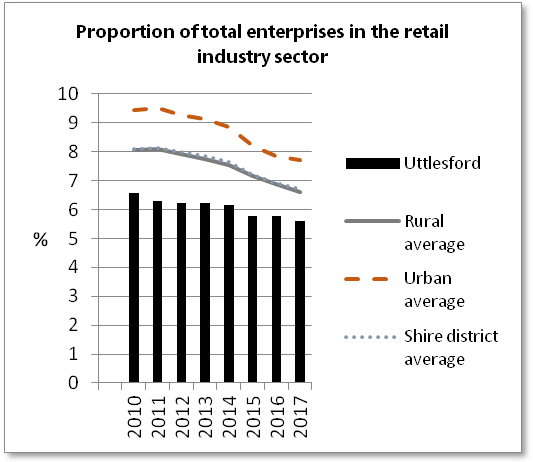 Proportion of total enterprises in the retail
industry sector
10
9
8
7
6
5
4
3
2
1
0
%
2010
2011
2012
2013
2014
2015
2016
2017
Uttlesford
Rural
average
Urban
average
Shire district
average